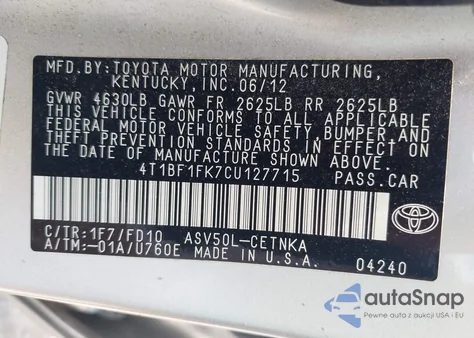 MFD.BY:TOYOTA MOTOR MANUFACTURING,
KENTUCKY,INC.06/12
GVWR 4630LB GAWR FR 2625LB RR 2625LB
THIS VEHICLE CONFORMS TO ALL APPLICABLE
FEDERAL MOTOR VEHICLE SAFETY,BUMPER,AND
THEFT PREVENTION STANDARDS IN EFFECT ON
THE DATE OF MANUFACTURE SHOWN ABOVE.
4T1BF1FK7CU127715 PASS.CAR
C/TR:1F7/FD10 ASV50L-CETNKA
A/TM:-01A/U760E MADE IN U.S.A. 04240
TOYOTA
autoSnap
Pewne auta z aukcji USA i EU